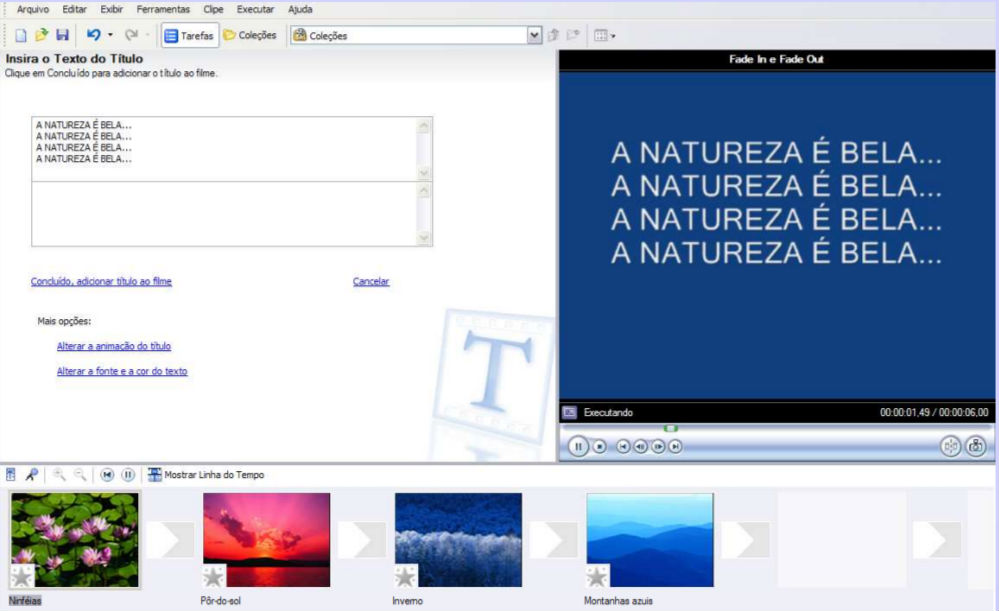 Arquivo Editar Exibir Ferramentas Clipe Executar Ajuda
Tarefas Coleções Coleções
Insira o Texto do Título
Clique em Concluído para adicionar o título ao filme.
A NATUREZA É BELA...
A NATUREZA É BELA...
A NATUREZA É BELA...
A NATUREZA É BELA...
Concluído, adicionar título ao filme Cancelar
Mais opções:
Alterar a animação do título
Alterar a fonte e a cor do texto
T
Fade In e Fade Out
A NATUREZA É BELA...
A NATUREZA É BELA...
A NATUREZA É BELA...
A NATUREZA É BELA...
Executando 00:00:01,49 / 00:00:06,00
Mostrar Linha do Tempo
Ninféias Pôr-do-sol Inverno Montanhas azuis